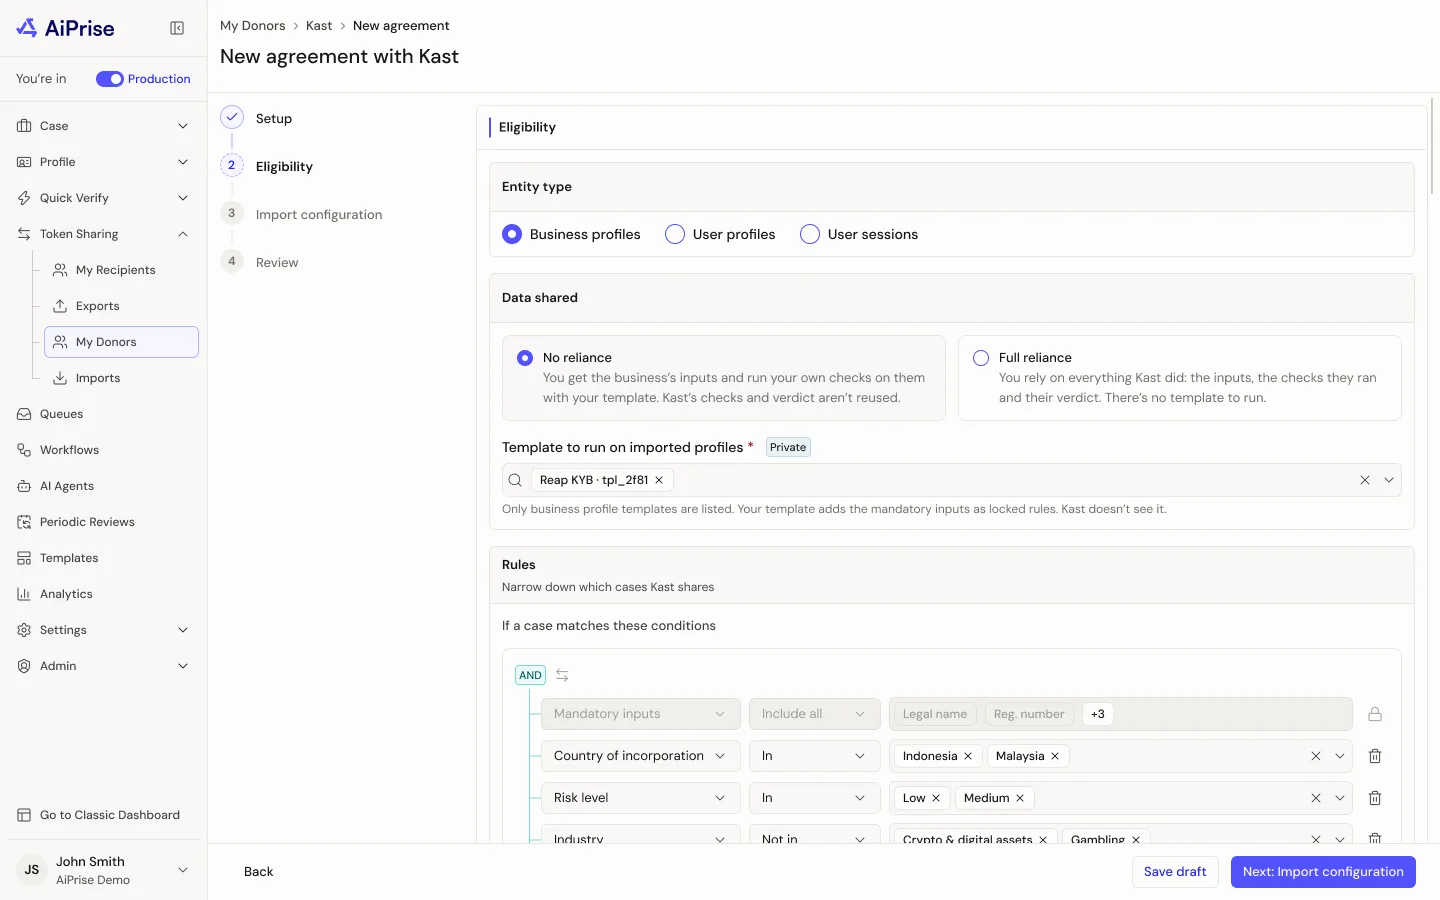 AiPrise
You're in Production
Case
Profile
Quick Verify
Token Sharing
My Recipients
Exports
My Donors
Imports
Queues
Workflows
AI Agents
Periodic Reviews
Templates
Analytics
Settings
Admin
Go to Classic Dashboard
JS
John Smith
AiPrise Demo
My Donors > Kast > New agreement
New agreement with Kast
Setup
2 Eligibility
3 Import configuration
4 Review
Eligibility
Entity type
Business profiles User profiles User sessions
Data shared
No reliance
You get the business’s inputs and run your own checks on them
with your template. Kast’s checks and verdict aren’t reused.
Full reliance
You rely on everything Kast did: the inputs, the checks they ran
and their verdict. There’s no template to run.
Template to run on imported profiles * Private
Reap KYB · tpl_2f81
Only business profile templates are listed. Your template adds the mandatory inputs as locked rules. Kast doesn’t see it.
Rules
Narrow down which cases Kast shares
If a case matches these conditions
AND
Mandatory inputs Include all Legal name Reg. number +3
Country of incorporation In Indonesia Malaysia
Risk level In Low Medium
Industry Not in Crypto & digital assets Gambling
Back Save draft Next: Import configuration